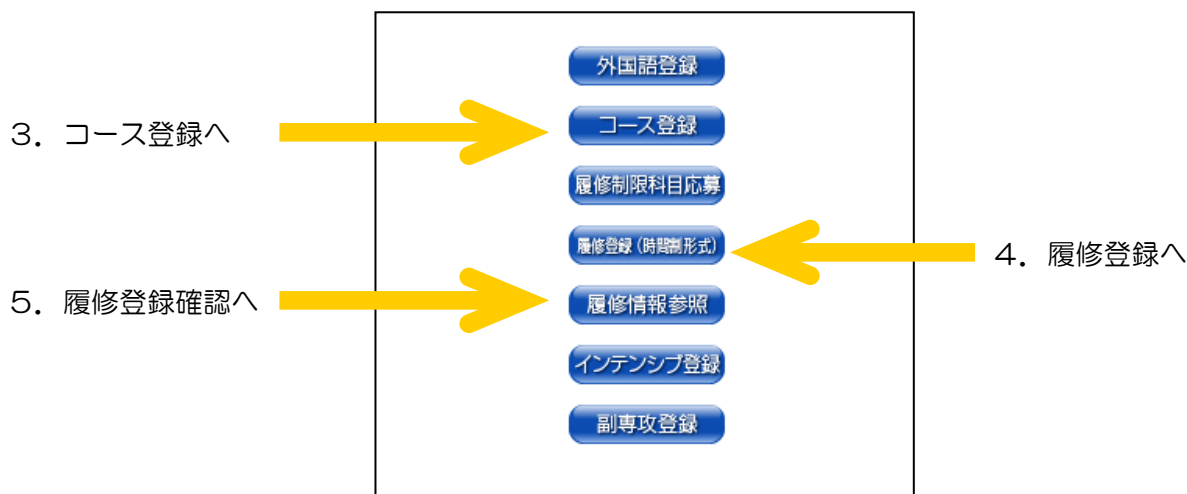 外国語登録
3．コース登録へ
コース登録
履修制限科目応募
履修登録（時間割形式）
4．履修登録へ
5．履修登録確認へ
履修情報参照
インテンシブ登録
副専攻登録